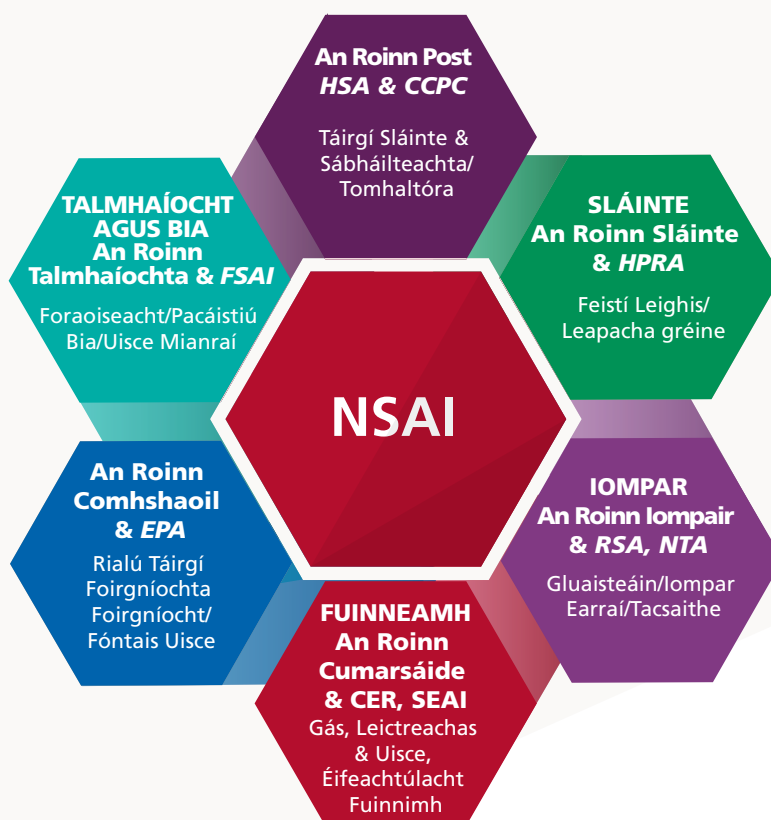 An Roinn Post
HSA & CCPC
Táirgí Sláinte &
Sábháilteachta/
Tomhaltóra
TALMHAÍOCHT
AGUS BIA
An Roinn
Talmhaíochta & FSAI
Foraoiseacht/Pacáistiú
Bia/Uisce Mianraí
SLÁINTE
An Roinn Sláinte
& HPRA
Feistí Leighis/
Leapacha gréine
NSAI
An Roinn
Comhshaoil
& EPA
Rialú Táirgí
Foirgníochta
Foirgníocht/
Fóntais Uisce
IOMPAR
An Roinn Iompair
& RSA, NTA
Gluaisteáin/Iompar
Earraí/Tacsaithe
FUINNEAMH
An Roinn
Cumarsáide
& CER, SEAI
Gás, Leictreachas
& Uisce,
Éifeachtúlacht
Fuinnimh